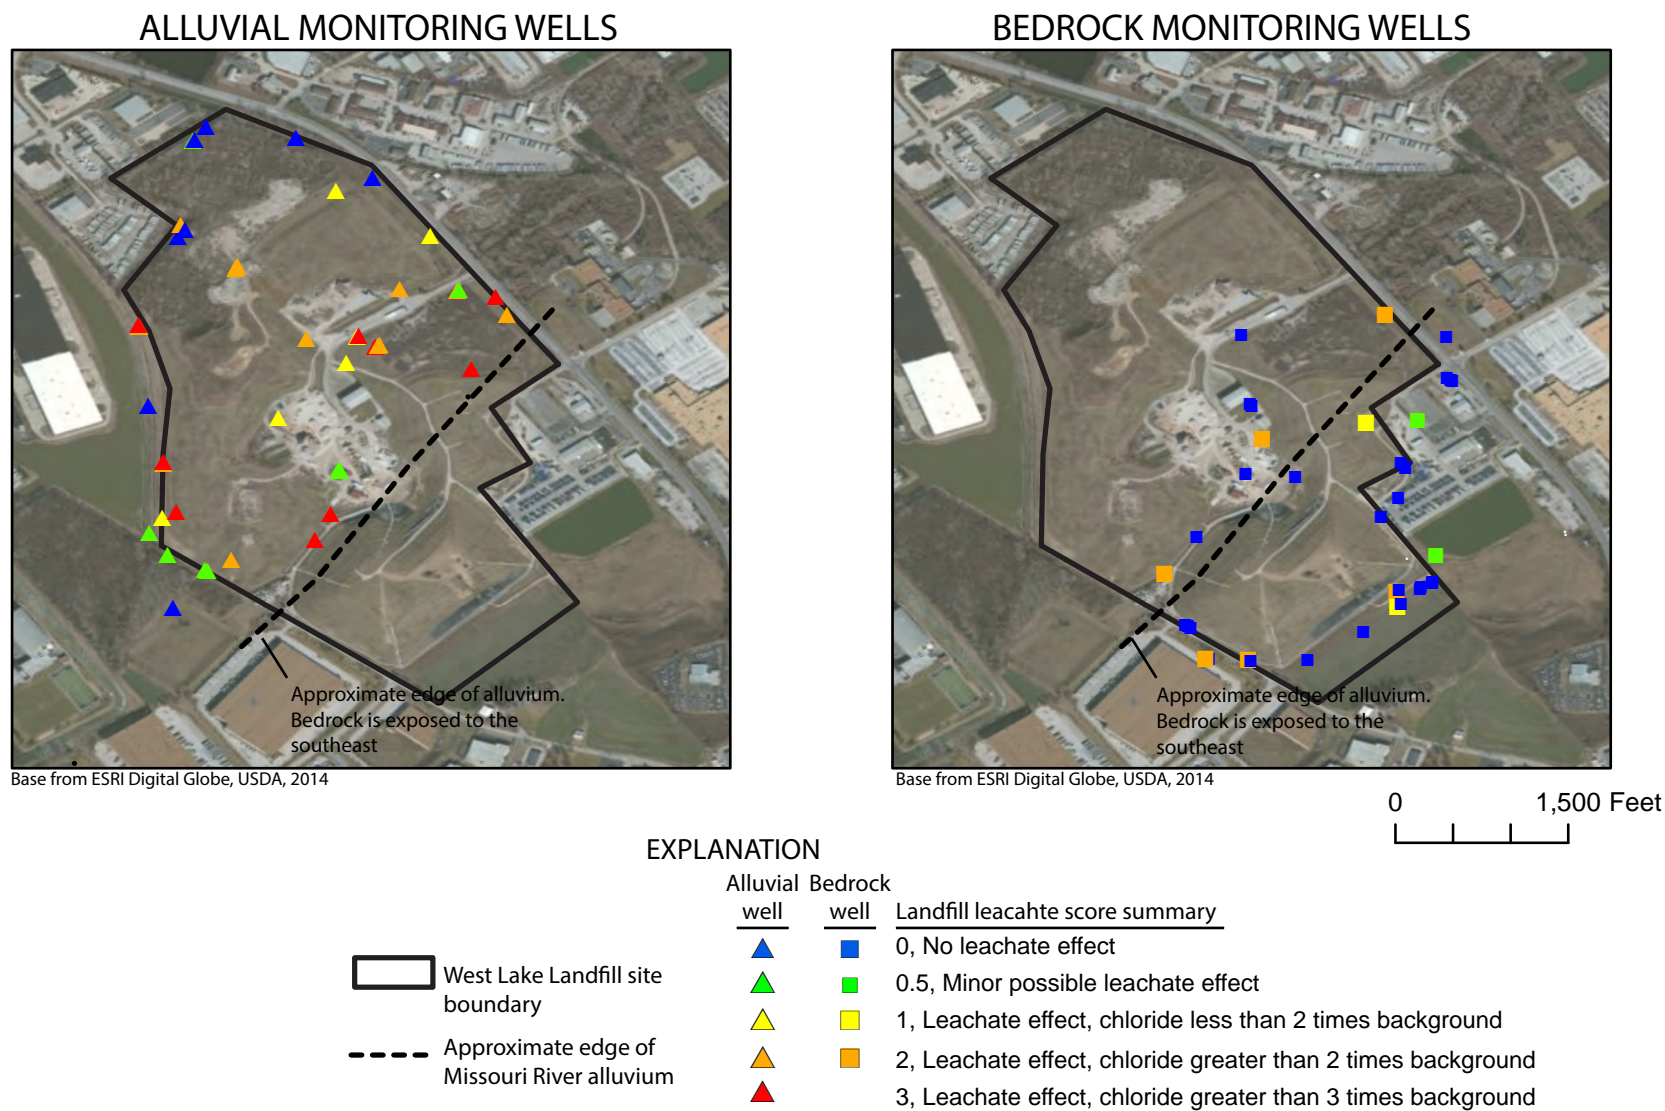 ALLUVIAL MONITORING WELLS
BEDROCK MONITORING WELLS
Approximate edge of alluvium.
Bedrock is exposed to the
southeast
Approximate edge of alluvium.
Bedrock is exposed to the
southeast
Base from ESRI Digital Globe, USDA, 2014
Base from ESRI Digital Globe, USDA, 2014
0 1,500 Feet
EXPLANATION
Alluvial well
Bedrock well
Landfill leacahte score summary
0, No leachate effect
0.5, Minor possible leachate effect
1, Leachate effect, chloride less than 2 times background
2, Leachate effect, chloride greater than 2 times background
3, Leachate effect, chloride greater than 3 times background
West Lake Landfill site
boundary
Approximate edge of
Missouri River alluvium